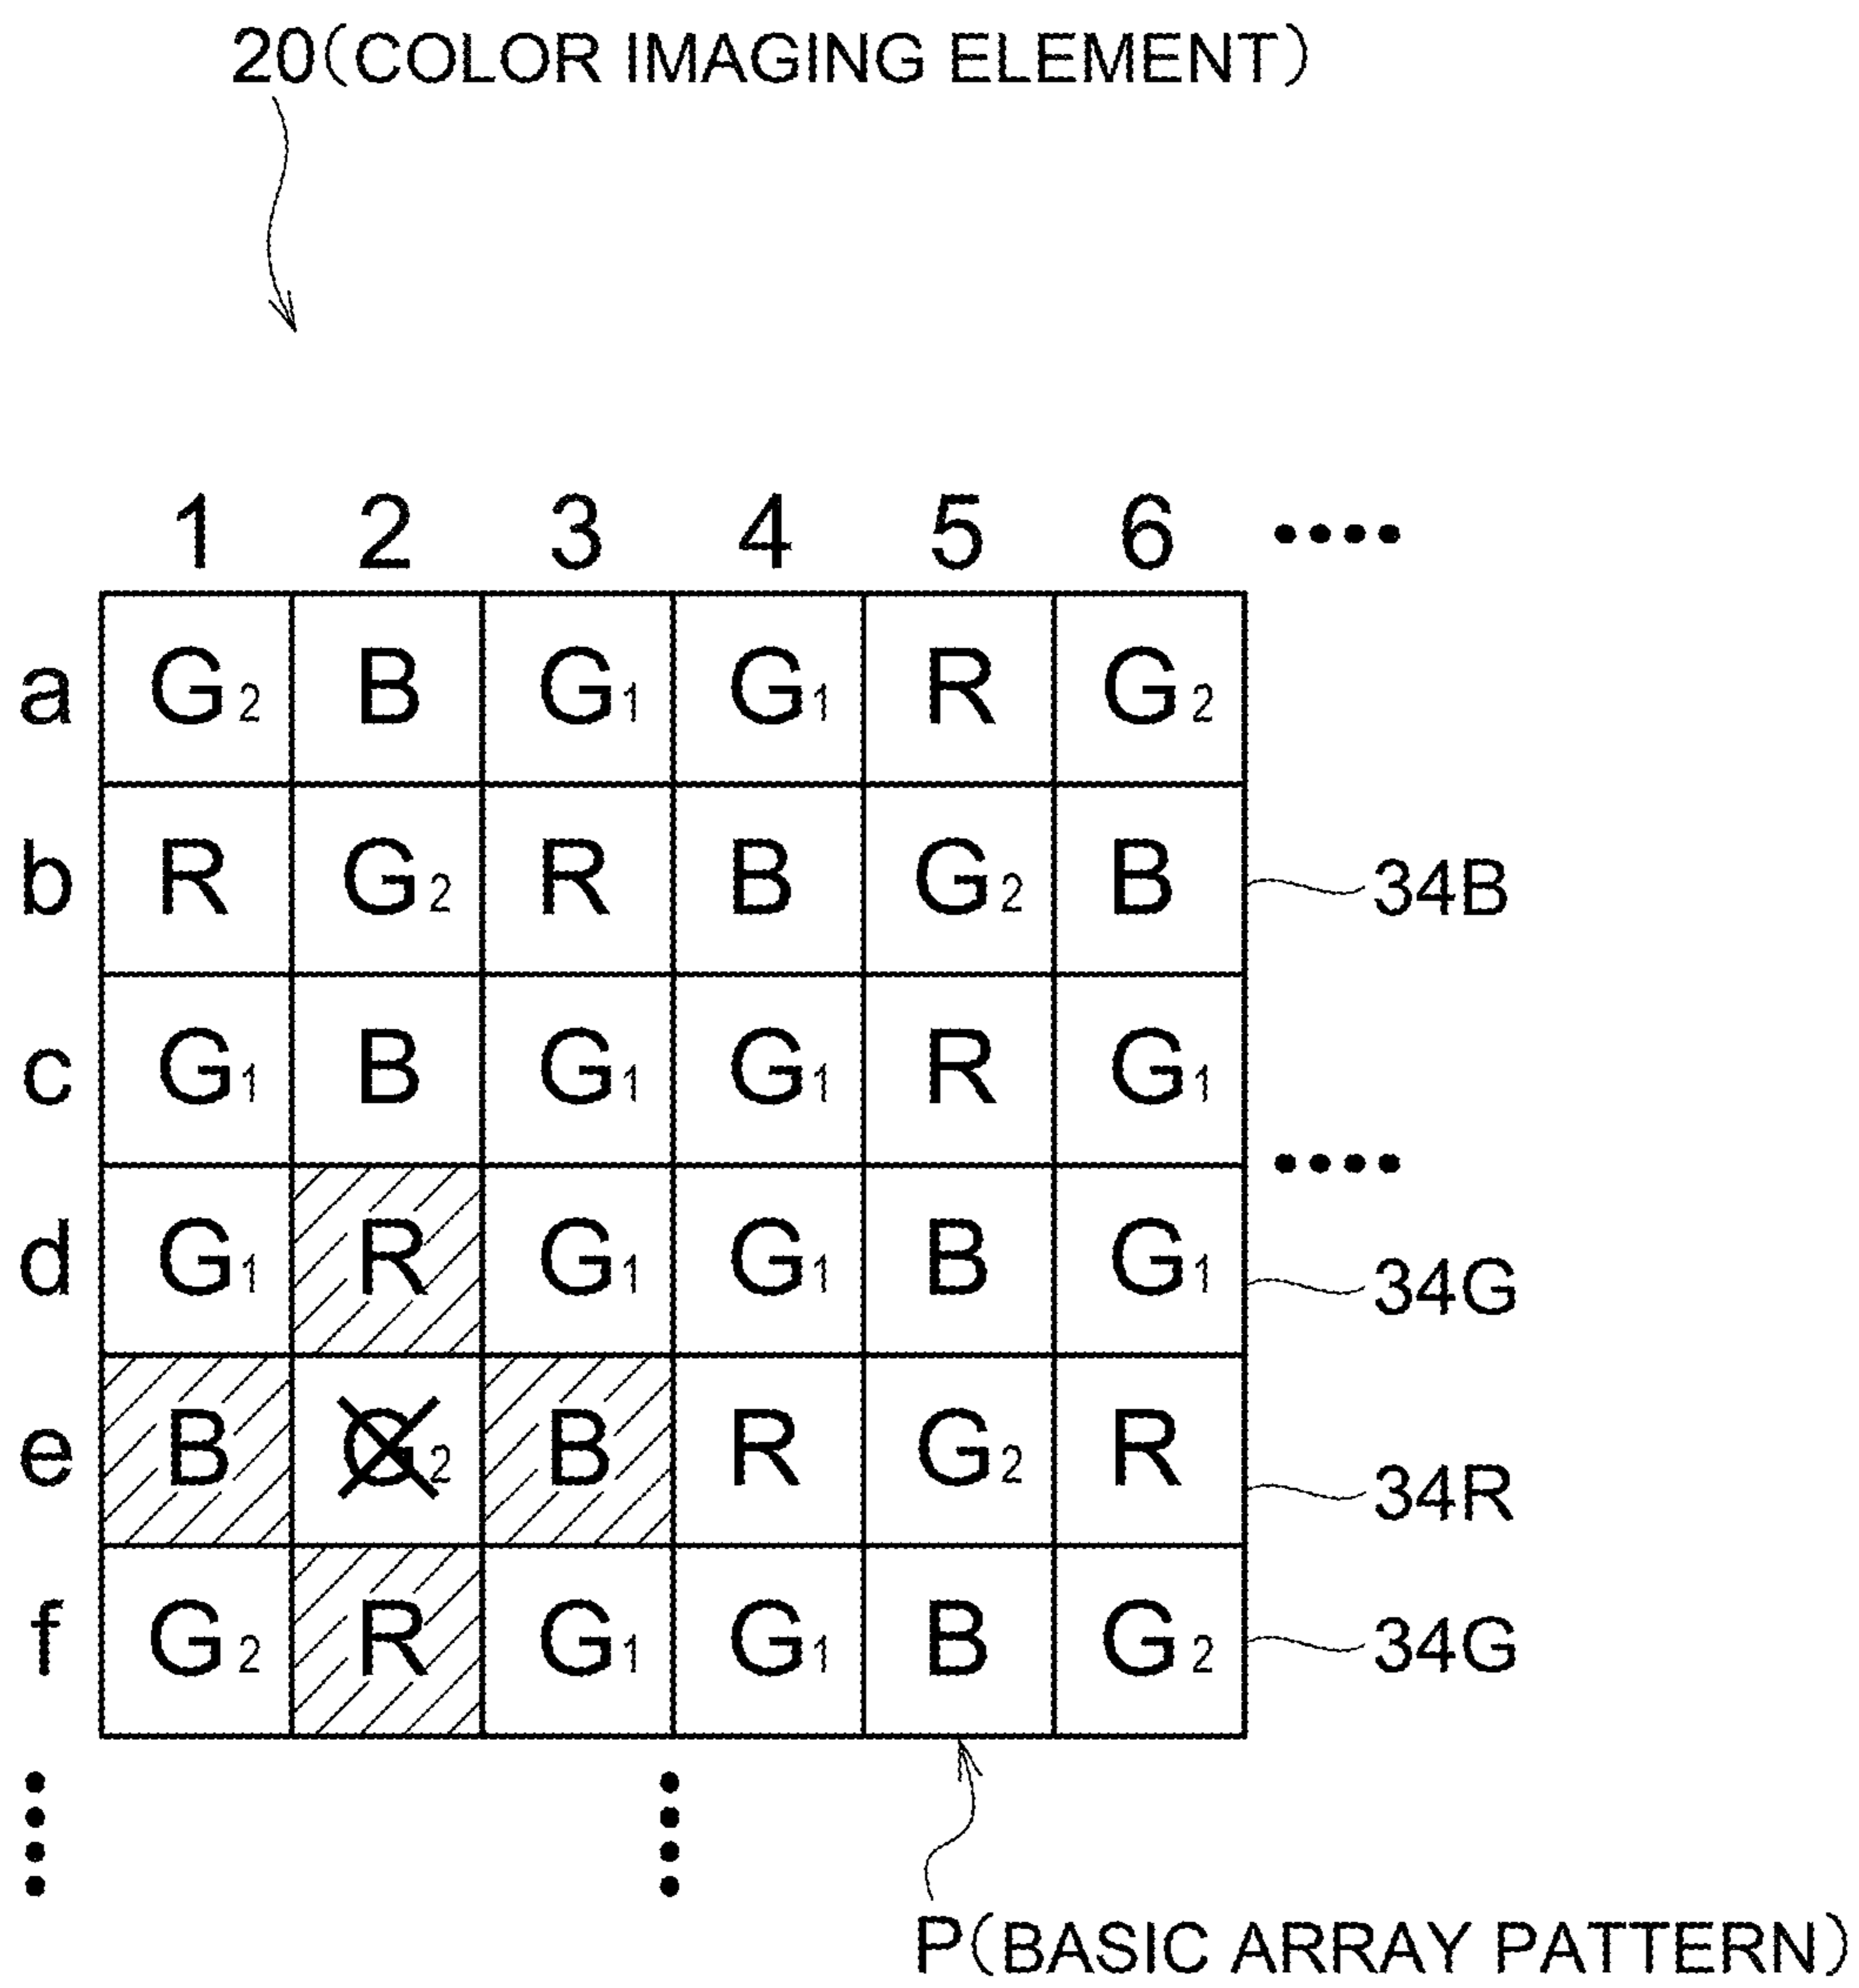 20(COLOR IMAGING ELEMENT)
1 2 3 4 5 6 ••••
a G2 B G1 G1 R G2
b R G2 R B G2 B 34B
c G1 B G1 G1 R G1
••••
d G1 R G1 G1 B G1 34G
e B G2 B R G2 R 34R
f G2 R G1 G1 B G2 34G
P(BASIC ARRAY PATTERN)